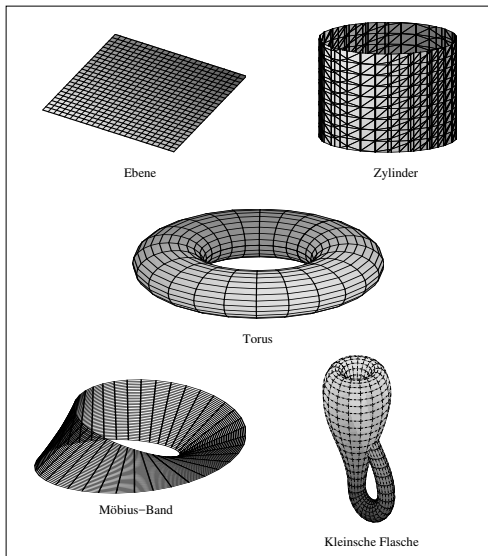 Ebene
Zylinder
Torus
Möbius−Band
Kleinsche Flasche